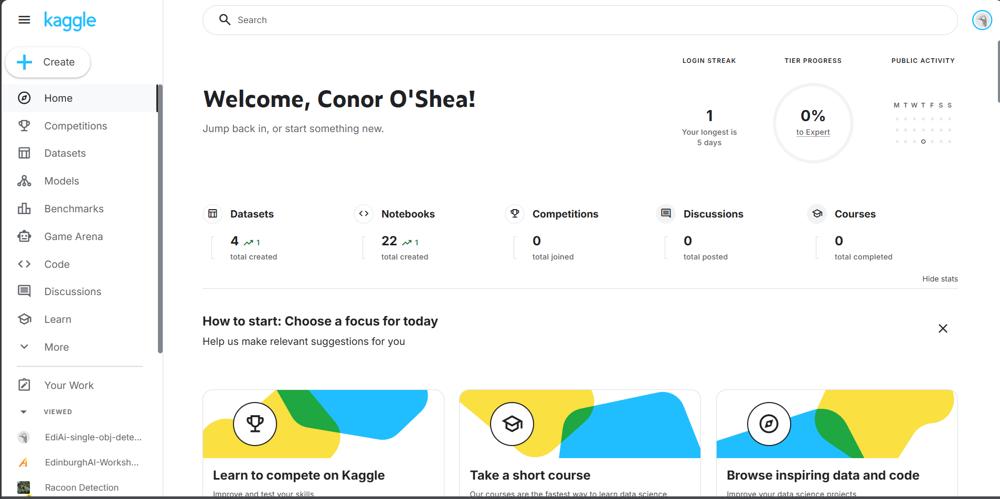 kaggle
Search
Create
Home
Competitions
Datasets
Models
Benchmarks
Game Arena
Code
Discussions
Learn
More
Your Work
VIEWED
EdiAi-single-obj-dete...
EdinburghAI-Worksh...
Racoon Detection
LOGIN STREAK
TIER PROGRESS
PUBLIC ACTIVITY
Welcome, Conor O'Shea!
Jump back in, or start something new.
1
Your longest is
5 days
0%
to Expert
M T W T F S S
Datasets
4 1
total created
Notebooks
22 1
total created
Competitions
0
total joined
Discussions
0
total posted
Courses
0
total completed
Hide stats
How to start: Choose a focus for today
Help us make relevant suggestions for you
Learn to compete on Kaggle
Improve and test your skills
Take a short course
Our courses are the fastest way to learn data science
Browse inspiring data and code
Improve your data science projects